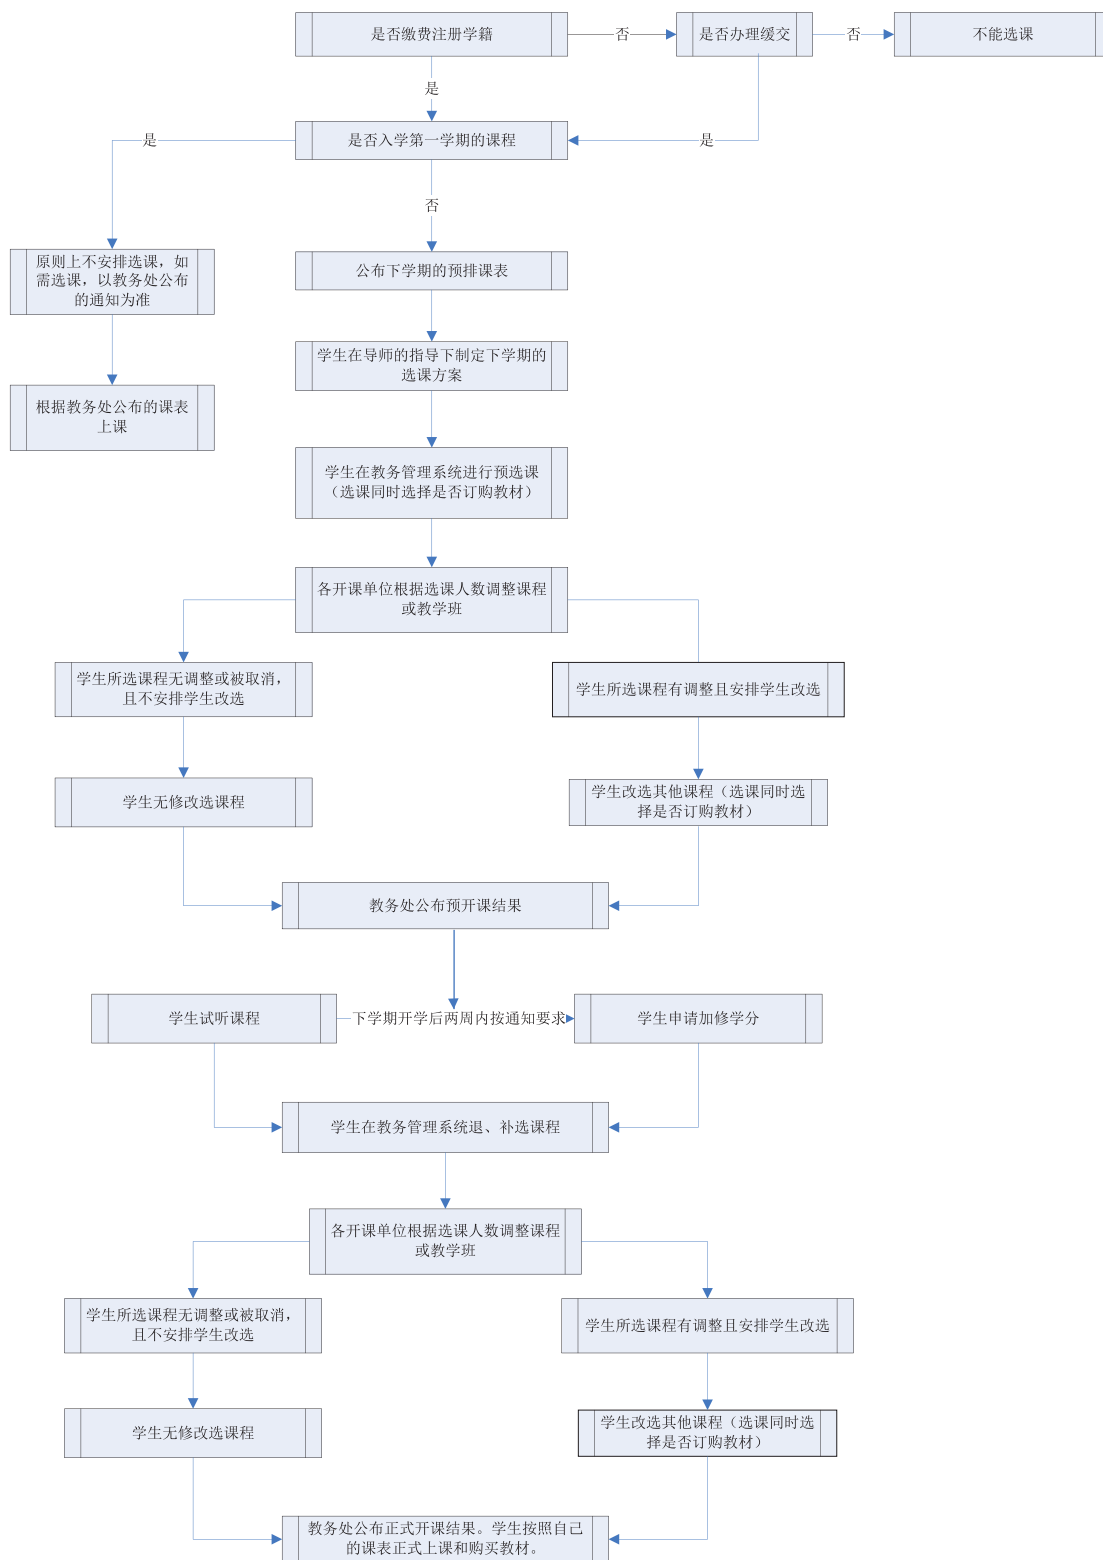 是否缴费注册学籍
否
是否办理缓交
否
不能选课
是
是否入学第一学期的课程
是
是
否
原则上不安排选课，如
需选课，以教务处公布
的通知为准
公布下学期的预排课表
学生在导师的指导下制定下学期的
选课方案
根据教务处公布的课表
上课
学生在教务管理系统进行预选课
（选课同时选择是否订购教材）
各开课单位根据选课人数调整课程
或教学班
学生所选课程无调整或被取消，
且不安排学生改选
学生所选课程有调整且安排学生改选
学生无修改选课程
学生改选其他课程（选课同时选
择是否订购教材）
教务处公布预开课结果
学生试听课程
下学期开学后两周内按通知要求
学生申请加修学分
学生在教务管理系统退、补选课程
各开课单位根据选课人数调整课程
或教学班
学生所选课程无调整或被取消，
且不安排学生改选
学生所选课程有调整且安排学生改选
学生无修改选课程
学生改选其他课程（选课同时选
择是否订购教材）
教务处公布正式开课结果。学生按照自己
的课表正式上课和购买教材。